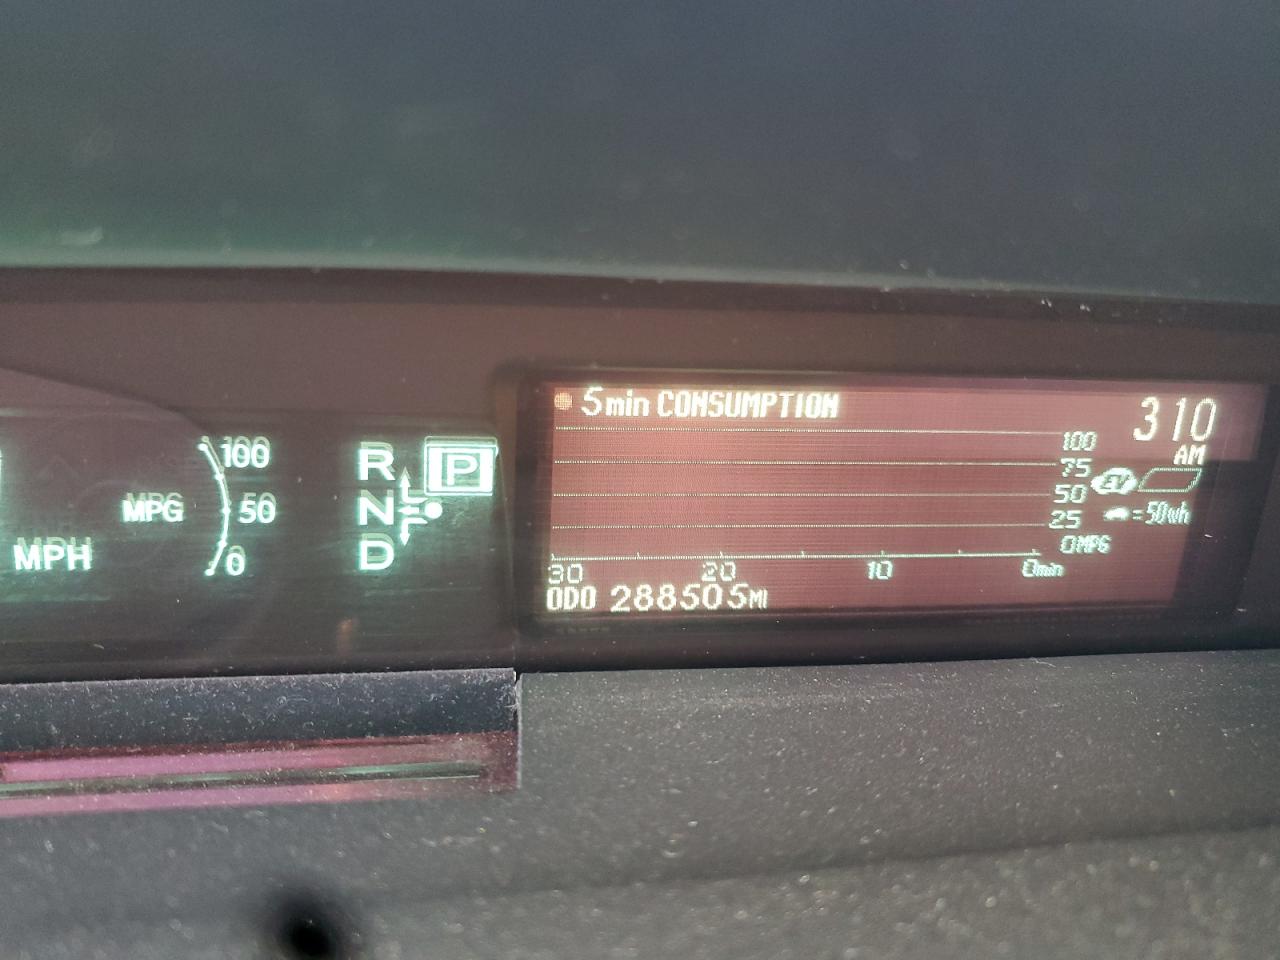 5min CONSUMPTION
310
AM
100
75
50
25
0MPG
EV
=50Wh
30 20 10 0min
ODO 288505MI
100
50
0
MPG
MPH
R
N
D
P